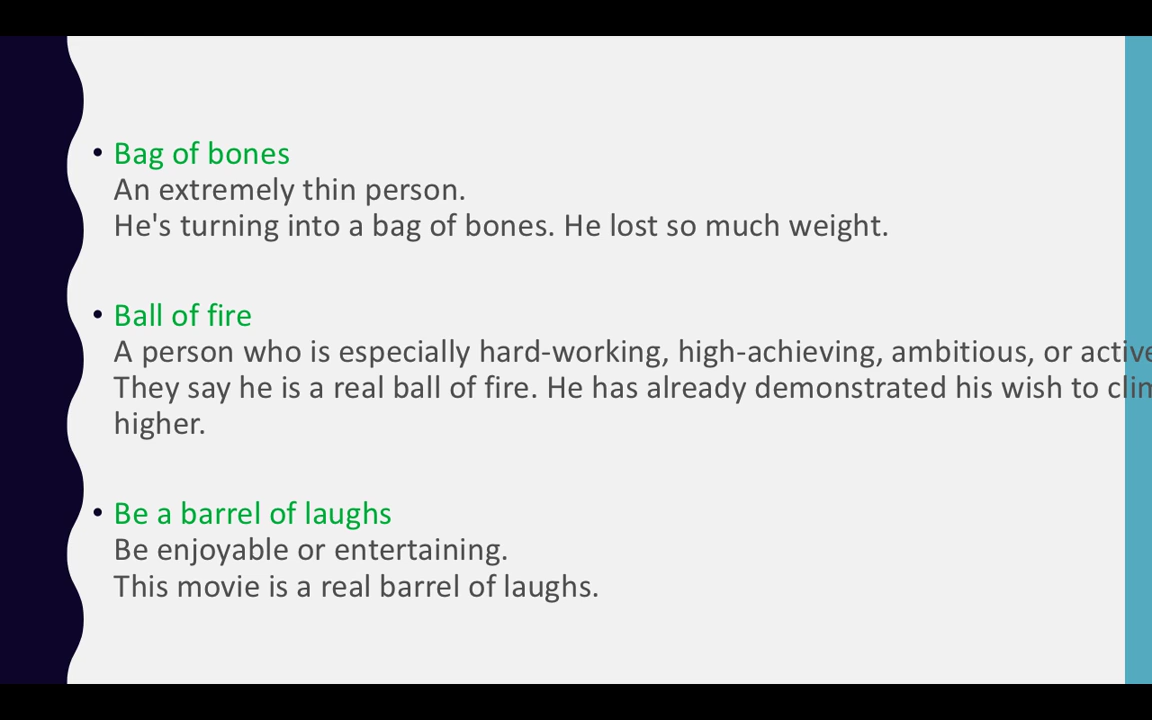 • Bag of bones
An extremely thin person.
He's turning into a bag of bones. He lost so much weight.
• Ball of fire
A person who is especially hard-working, high-achieving, ambitious, or active
They say he is a real ball of fire. He has already demonstrated his wish to
higher.
• Be a barrel of laughs
Be enjoyable or entertaining.
This movie is a real barrel of laughs.